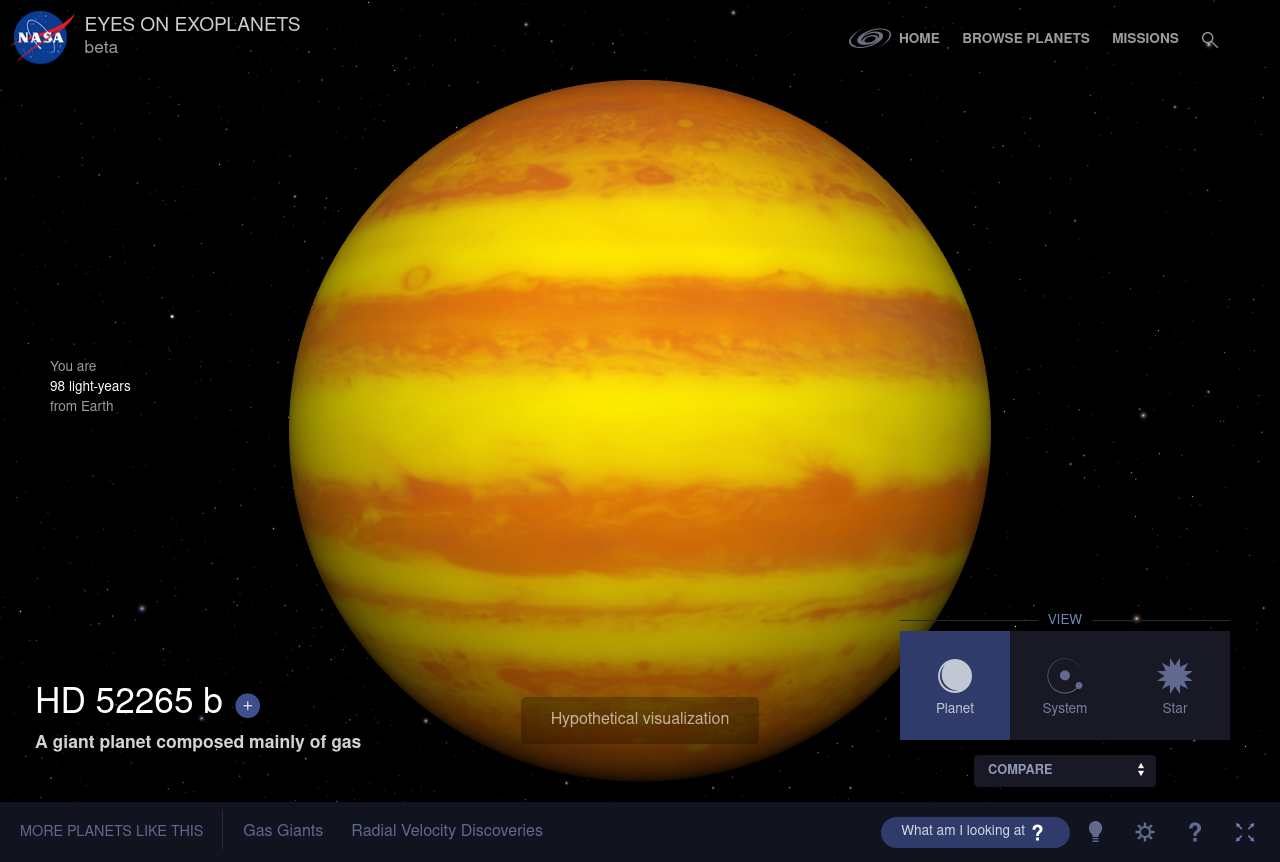 NASA
EYES ON EXOPLANETS
beta
HOME
BROWSE PLANETS
MISSIONS
You are
98 light-years
from Earth
HD 52265 b +
A giant planet composed mainly of gas
Hypothetical visualization
VIEW
Planet
System
Star
COMPARE
MORE PLANETS LIKE THIS
Gas Giants
Radial Velocity Discoveries
What am I looking at ?
?